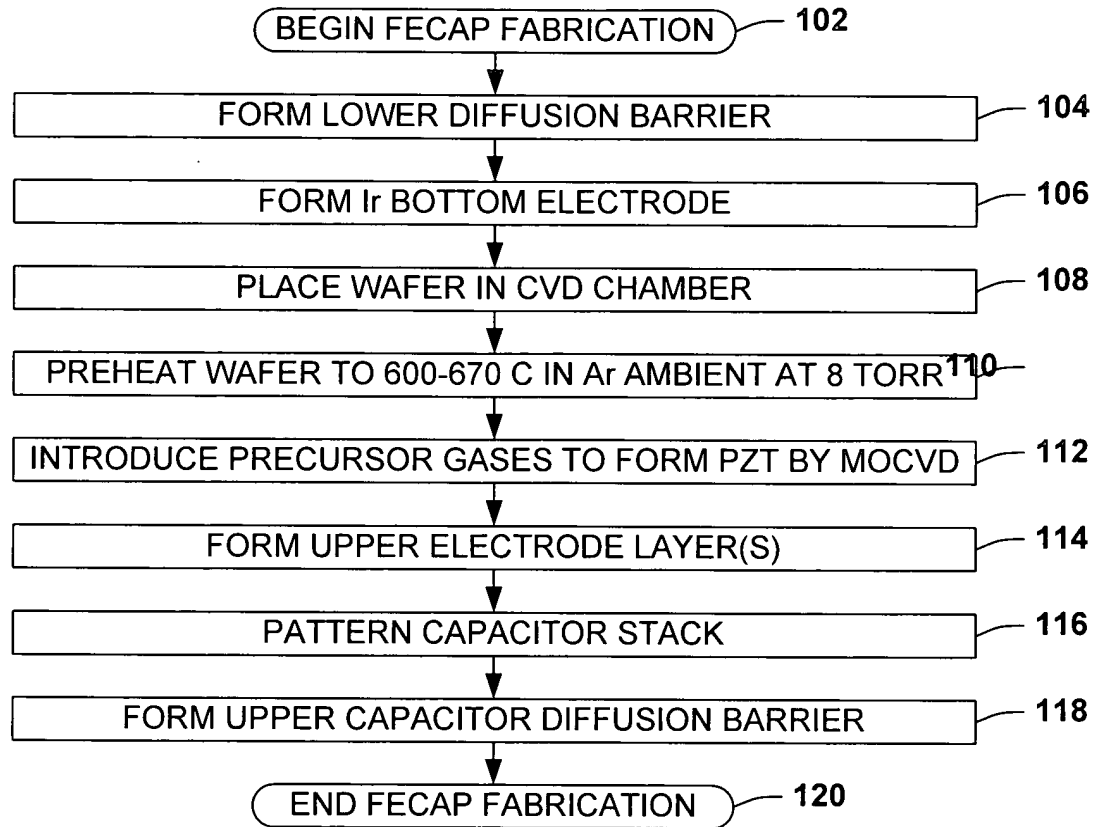 BEGIN FECAP FABRICATION 102
FORM LOWER DIFFUSION BARRIER 104
FORM Ir BOTTOM ELECTRODE 106
PLACE WAFER IN CVD CHAMBER 108
PREHEAT WAFER TO 600-670 C IN Ar AMBIENT AT 8 TORR 110
INTRODUCE PRECURSOR GASES TO FORM PZT BY MOCVD 112
FORM UPPER ELECTRODE LAYER(S) 114
PATTERN CAPACITOR STACK 116
FORM UPPER CAPACITOR DIFFUSION BARRIER 118
END FECAP FABRICATION 120